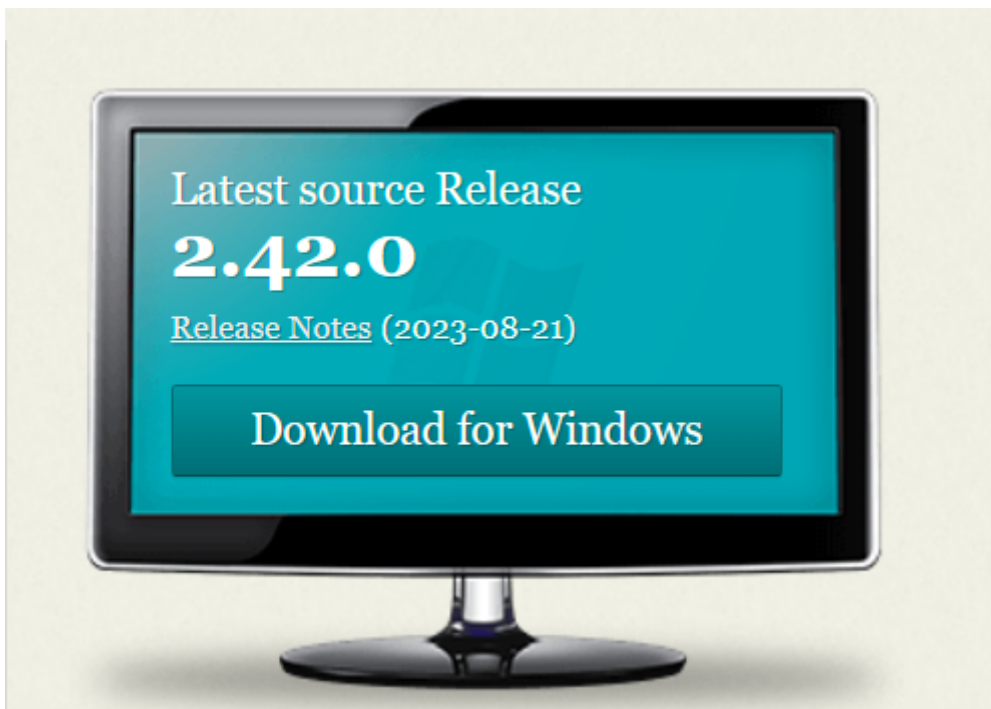 Latest source Release
2.42.0
Release Notes (2023-08-21)
Download for Windows